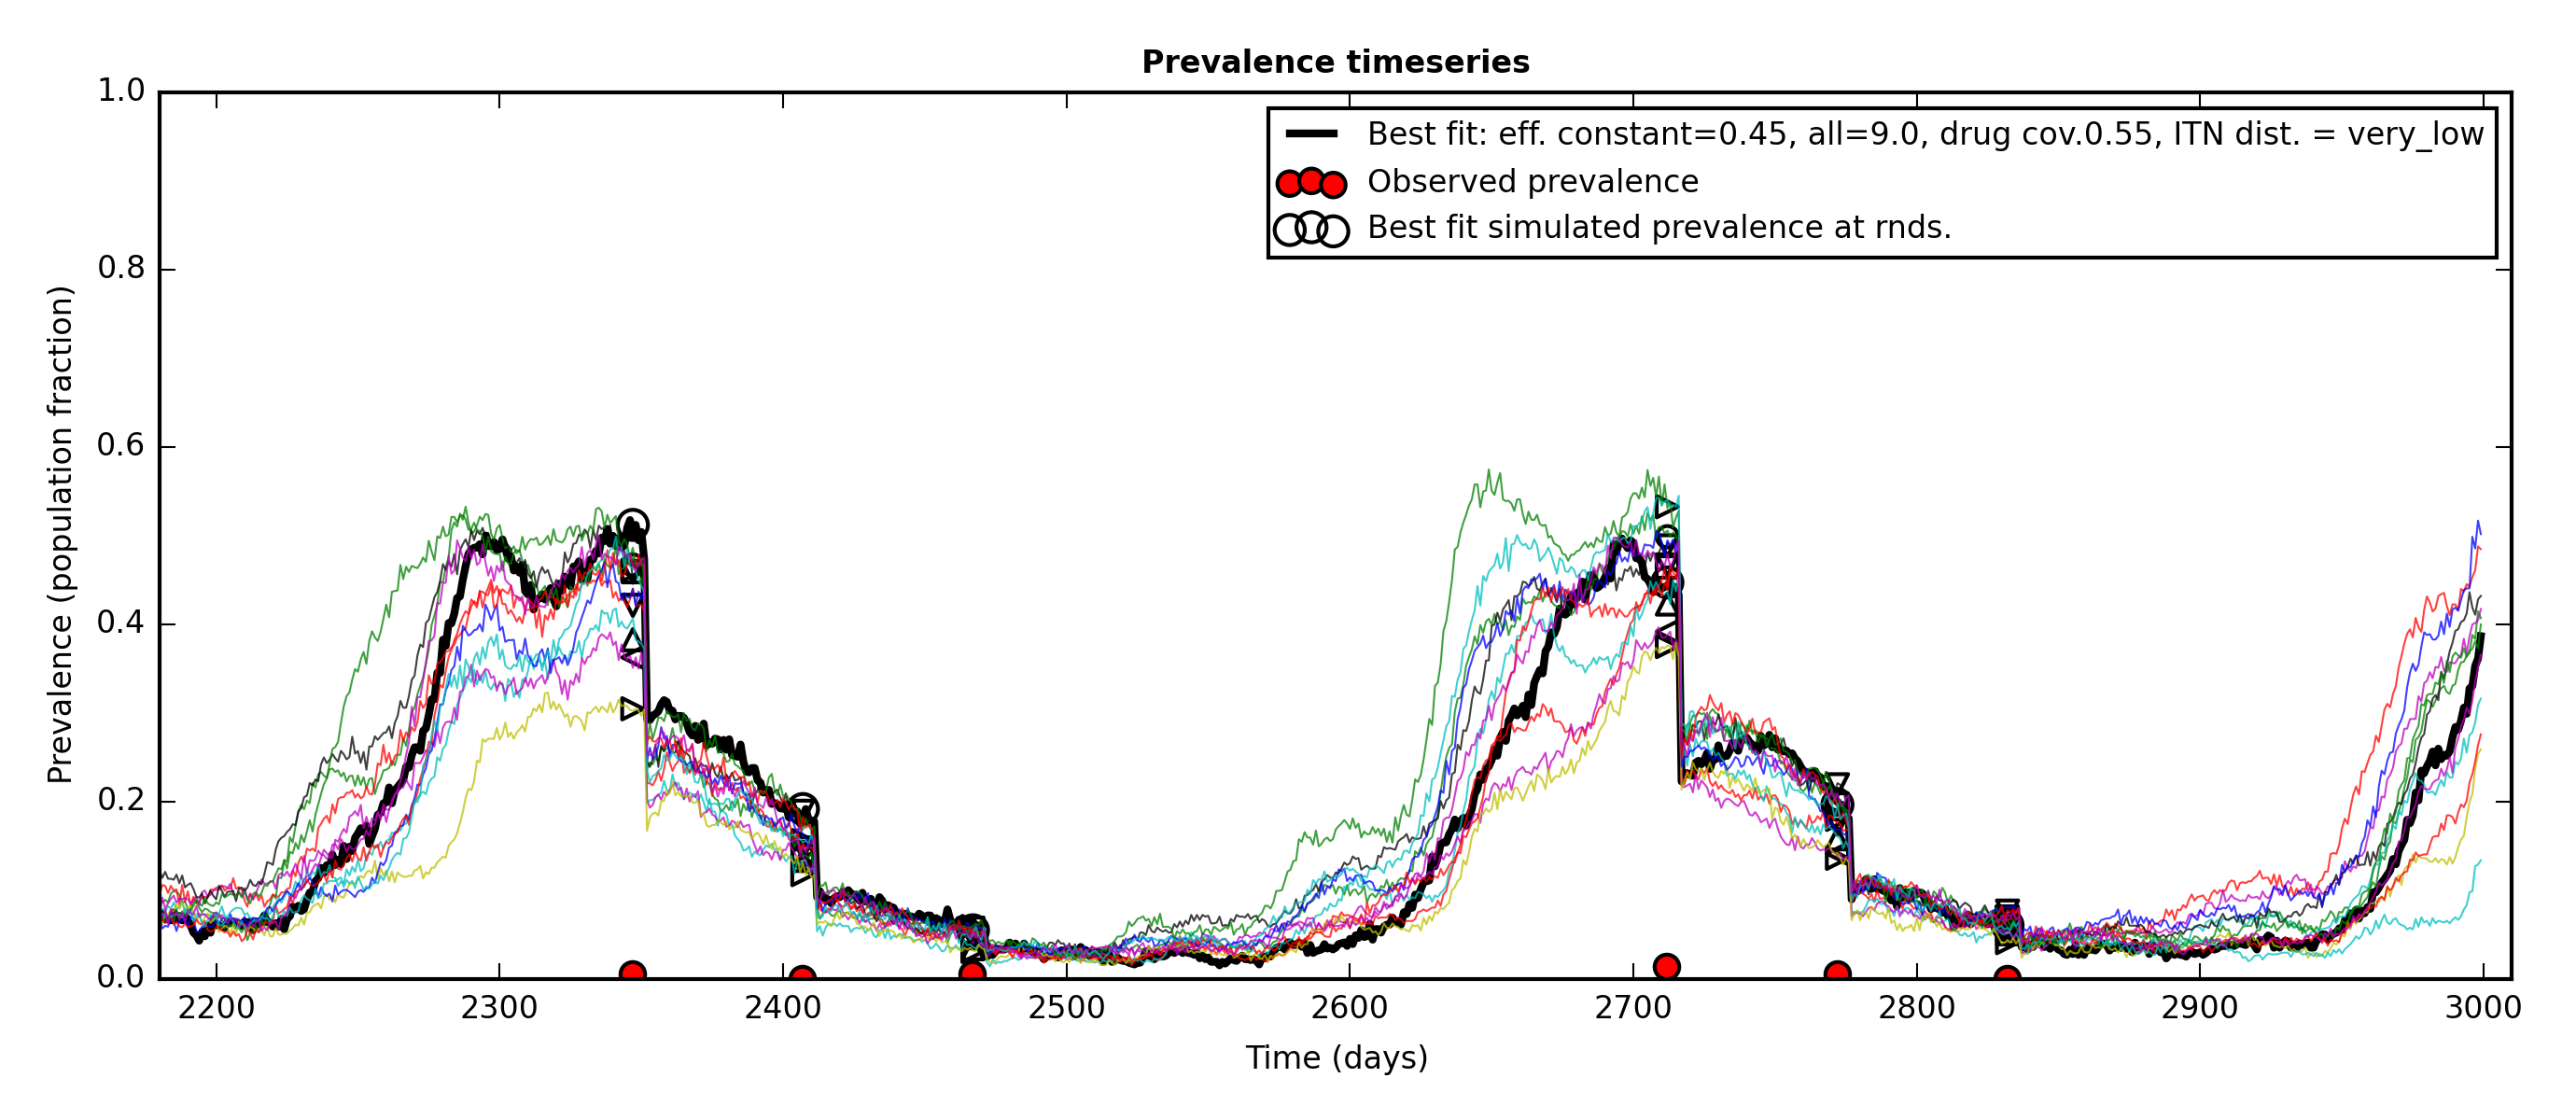 Prevalence timeseries
1.0
0.8
0.6
0.4
0.2
0.0
Prevalence (population fraction)
Best fit: eff. constant=0.45, all=9.0, drug cov.0.55, ITN dist. = very_low
Observed prevalence
Best fit simulated prevalence at rnds.
2200 2300 2400 2500 2600 2700 2800 2900 3000
Time (days)